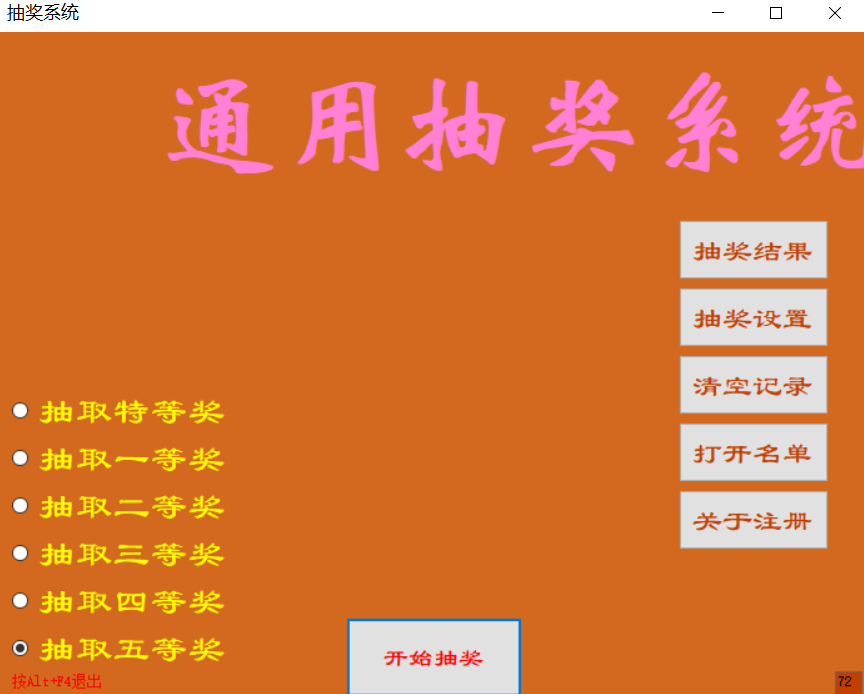 抽奖系统
通用抽奖系统
抽奖结果
抽奖设置
清空记录
打开名单
关于注册
抽取特等奖
抽取一等奖
抽取二等奖
抽取三等奖
抽取四等奖
抽取五等奖
开始抽奖
按Alt+F4退出
72